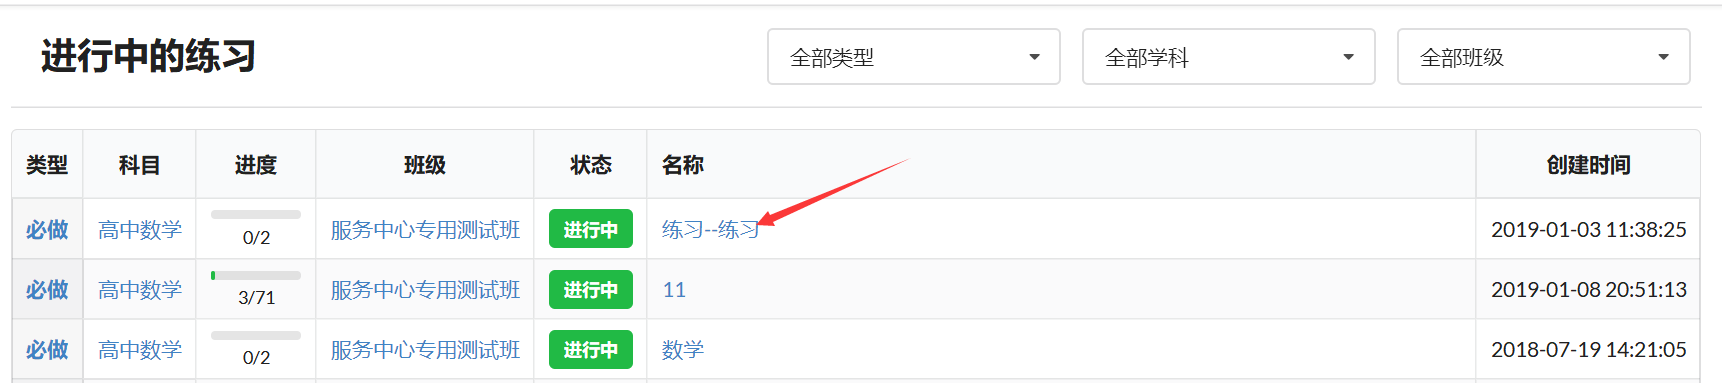 进行中的练习 全部类型 全部学科 全部班级
类型 科目 进度 班级 状态 名称 创建时间
必做 高中数学 0/2 服务中心专用测试班 进行中 练习--练习 2019-01-03 11:38:25
必做 高中数学 3/71 服务中心专用测试班 进行中 11 2019-01-08 20:51:13
必做 高中数学 0/2 服务中心专用测试班 进行中 数学 2018-07-19 14:21:05